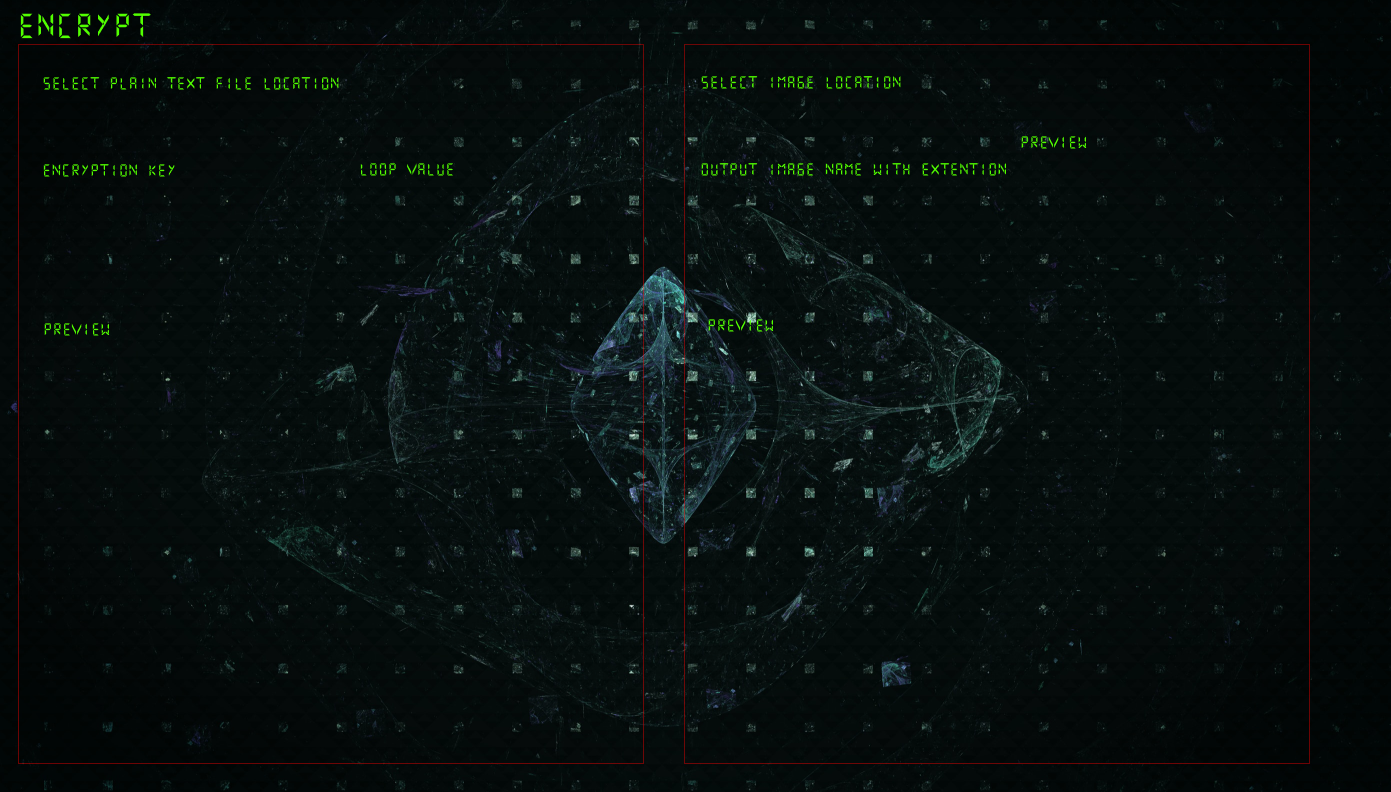 ENCRYPT
SELECT PLAIN TEXT FILE LOCATION
ENCRYPTION KEY
LOOP VALUE
PREVIEW
SELECT IMAGE LOCATION
PREVIEW
OUTPUT IMAGE NAME WITH EXTENTION
PREVIEW